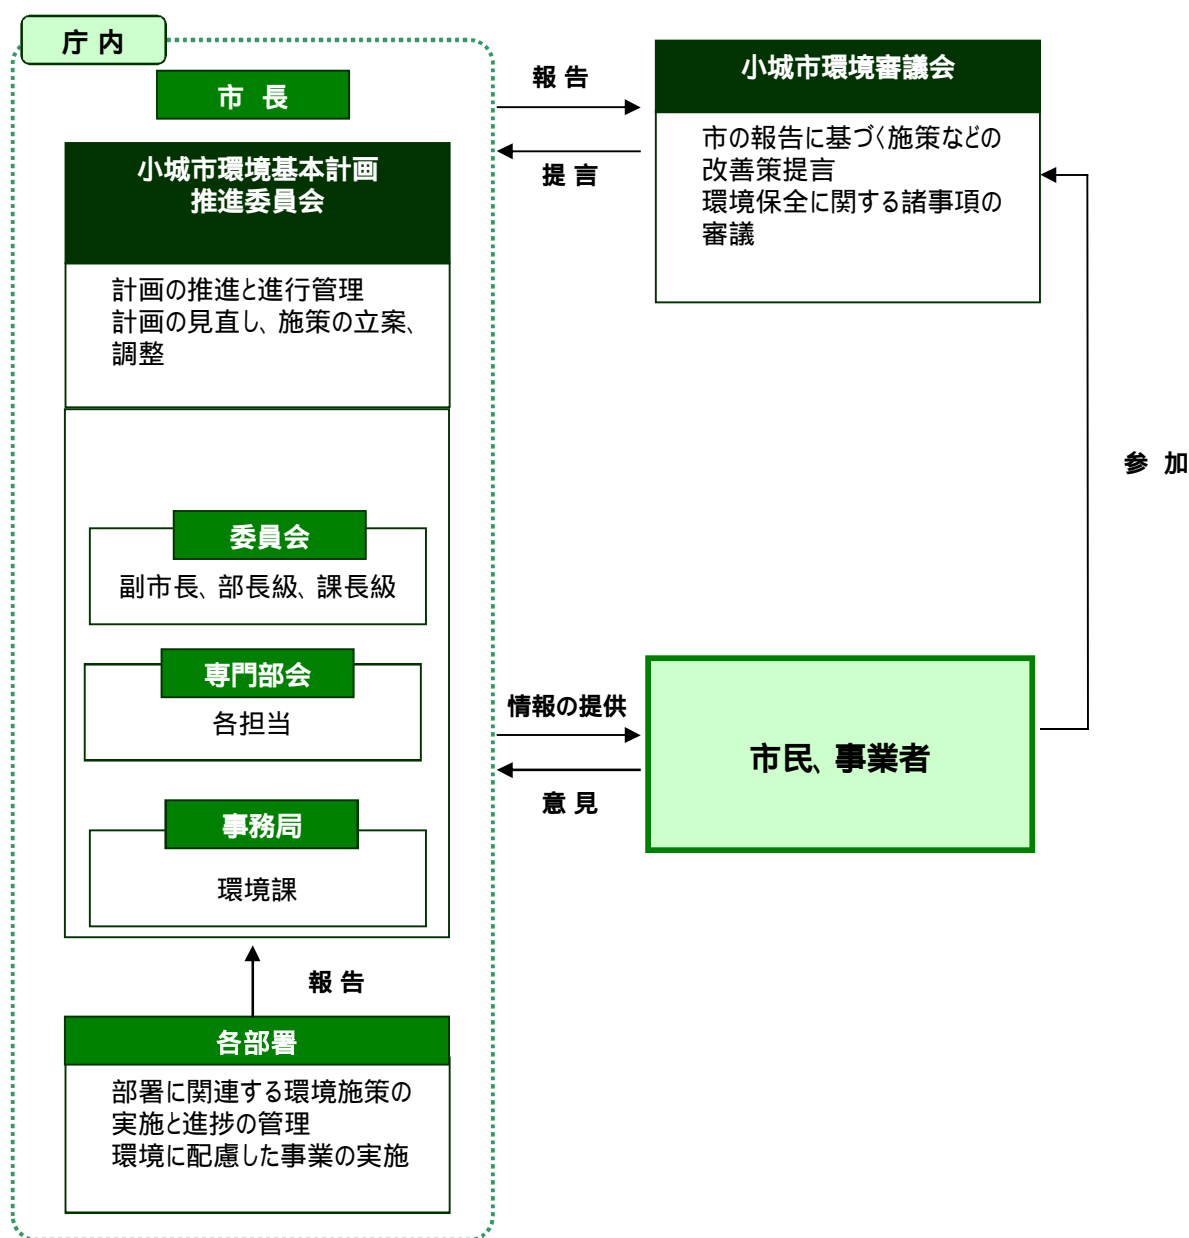 庁内
市 長
小城市環境基本計画
推進委員会
計画の推進と進行管理
計画の見直し、施策の立案、
調整
委員会
副市長、部長級、課長級
専門部会
各担当
事務局
環境課
報 告
各部署
部署に関連する環境施策の
実施と進捗の管理
環境に配慮した事業の実施
報 告
提 言
小城市環境審議会
市の報告に基づく施策などの
改善策提言
環境保全に関する諸事項の
審議
参 加
情報の提供
意 見
市民、事業者